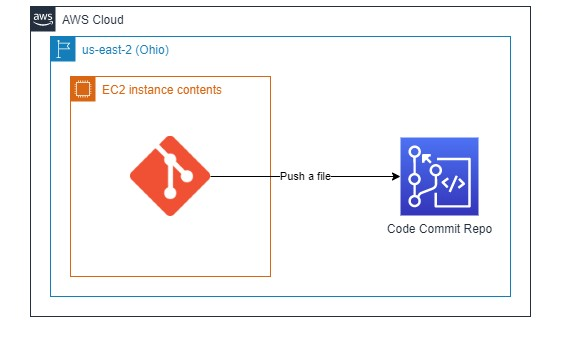 aws
AWS Cloud
us-east-2 (Ohio)
EC2 instance contents
Push a file
</>
Code Commit Repo